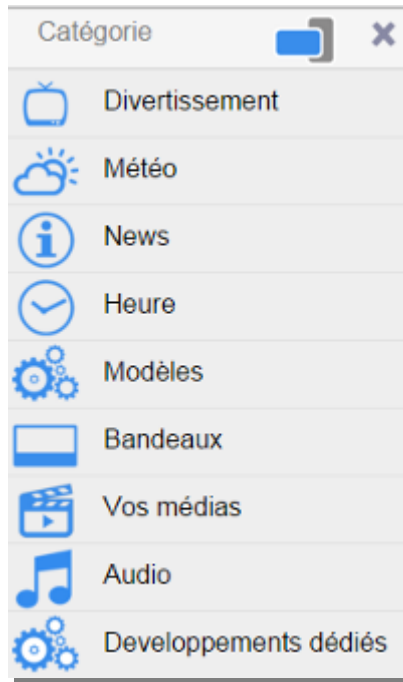 Catégorie
Divertissement
Météo
News
Heure
Modèles
Bandeaux
Vos médias
Audio
Developpements dédiés